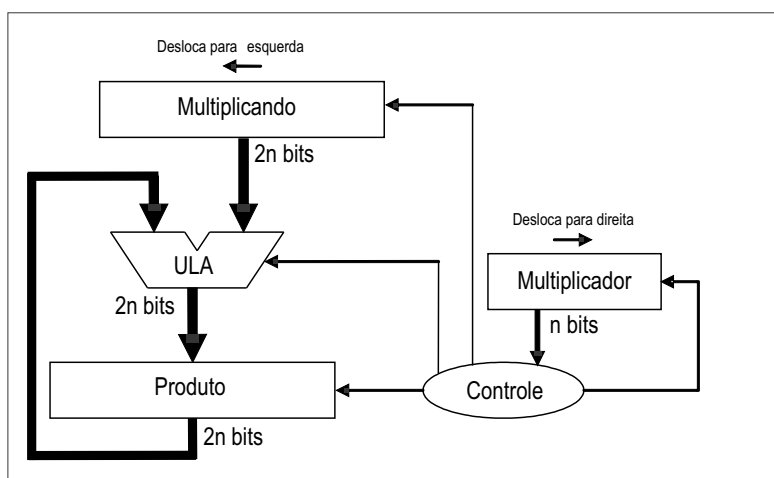 Desloca para esquerda
Multiplicando
2n bits
ULA
2n bits
Desloca para direita
Multiplicador
n bits
Produto
Controle
2n bits